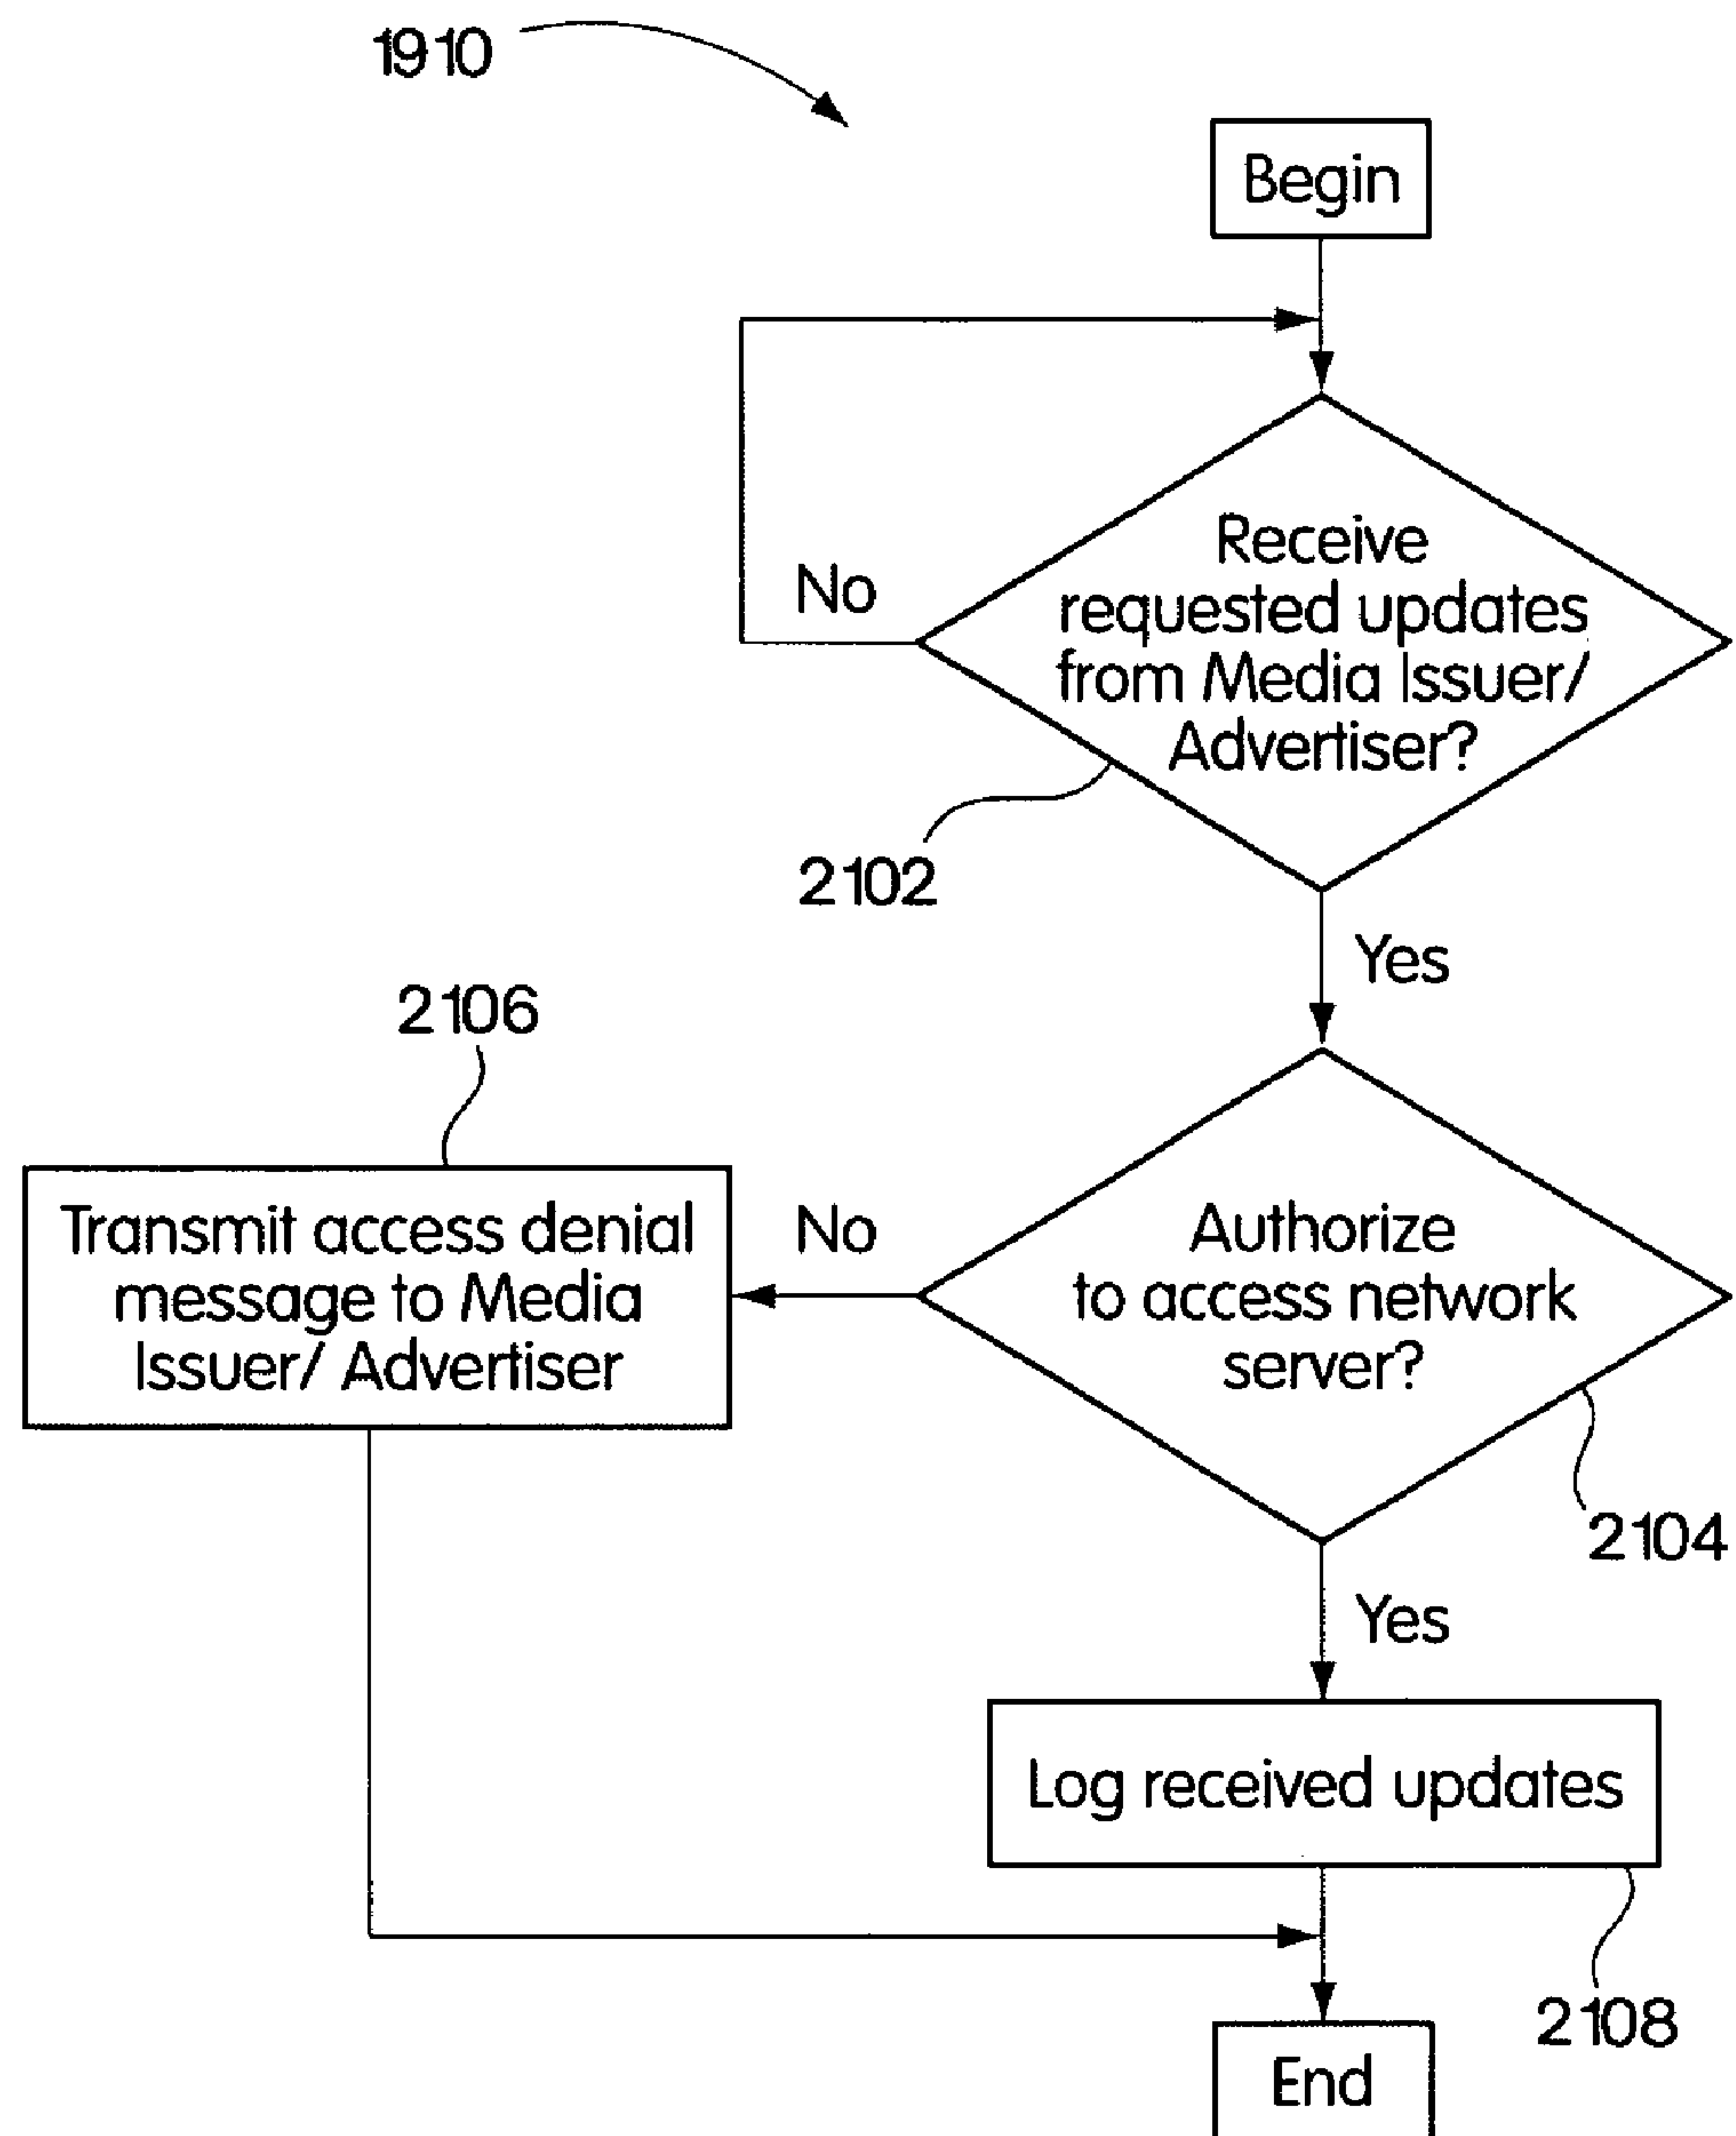 1910
Begin
Receive
requested updates
from Media Issuer/
Advertiser?
No
2102
Yes
2106
Transmit access denial
message to Media
Issuer/ Advertiser
No
Authorize
to access network
server?
2104
Yes
Log received updates
2108
End